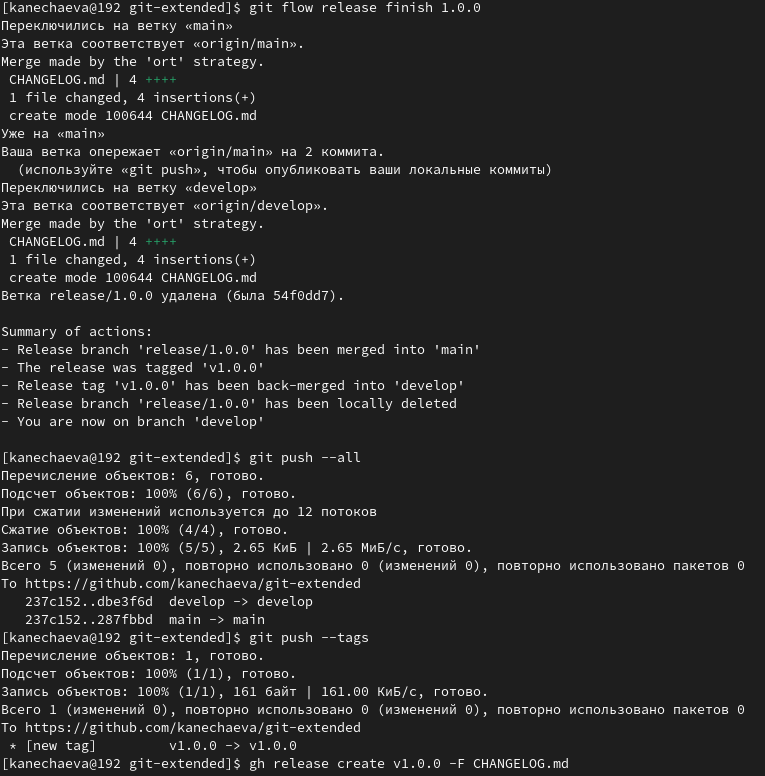 [kanechaeva@192 git-extended]$ git flow release finish 1.0.0
Переключились на ветку «main»
Эта ветка соответствует «origin/main».
Merge made by the 'ort' strategy.
 CHANGELOG.md | 4 ++++
 1 file changed, 4 insertions(+)
 create mode 100644 CHANGELOG.md
Уже на «main»
Ваша ветка опережает «origin/main» на 2 коммита.
  (используйте «git push», чтобы опубликовать ваши локальные коммиты)
Переключились на ветку «develop»
Эта ветка соответствует «origin/develop».
Merge made by the 'ort' strategy.
 CHANGELOG.md | 4 ++++
 1 file changed, 4 insertions(+)
 create mode 100644 CHANGELOG.md
Ветка release/1.0.0 удалена (была 54f0dd7).

Summary of actions:
- Release branch 'release/1.0.0' has been merged into 'main'
- The release was tagged 'v1.0.0'
- Release tag 'v1.0.0' has been back-merged into 'develop'
- Release branch 'release/1.0.0' has been locally deleted
- You are now on branch 'develop'

[kanechaeva@192 git-extended]$ git push --all
Перечисление объектов: 6, готово.
Подсчет объектов: 100% (6/6), готово.
При сжатии изменений используется до 12 потоков
Сжатие объектов: 100% (4/4), готово.
Запись объектов: 100% (5/5), 2.65 КиБ | 2.65 МиБ/с, готово.
Всего 5 (изменений 0), повторно использовано 0 (изменений 0), повторно использовано пакетов 0
To https://github.com/kanechaeva/git-extended
   237c152..dbe3f6d  develop -> develop
   237c152..287fbbd  main -> main
[kanechaeva@192 git-extended]$ git push --tags
Перечисление объектов: 1, готово.
Подсчет объектов: 100% (1/1), готово.
Запись объектов: 100% (1/1), 161 байт | 161.00 КиБ/с, готово.
Всего 1 (изменений 0), повторно использовано 0 (изменений 0), повторно использовано пакетов 0
To https://github.com/kanechaeva/git-extended
 * [new tag]         v1.0.0 -> v1.0.0
[kanechaeva@192 git-extended]$ gh release create v1.0.0 -F CHANGELOG.md